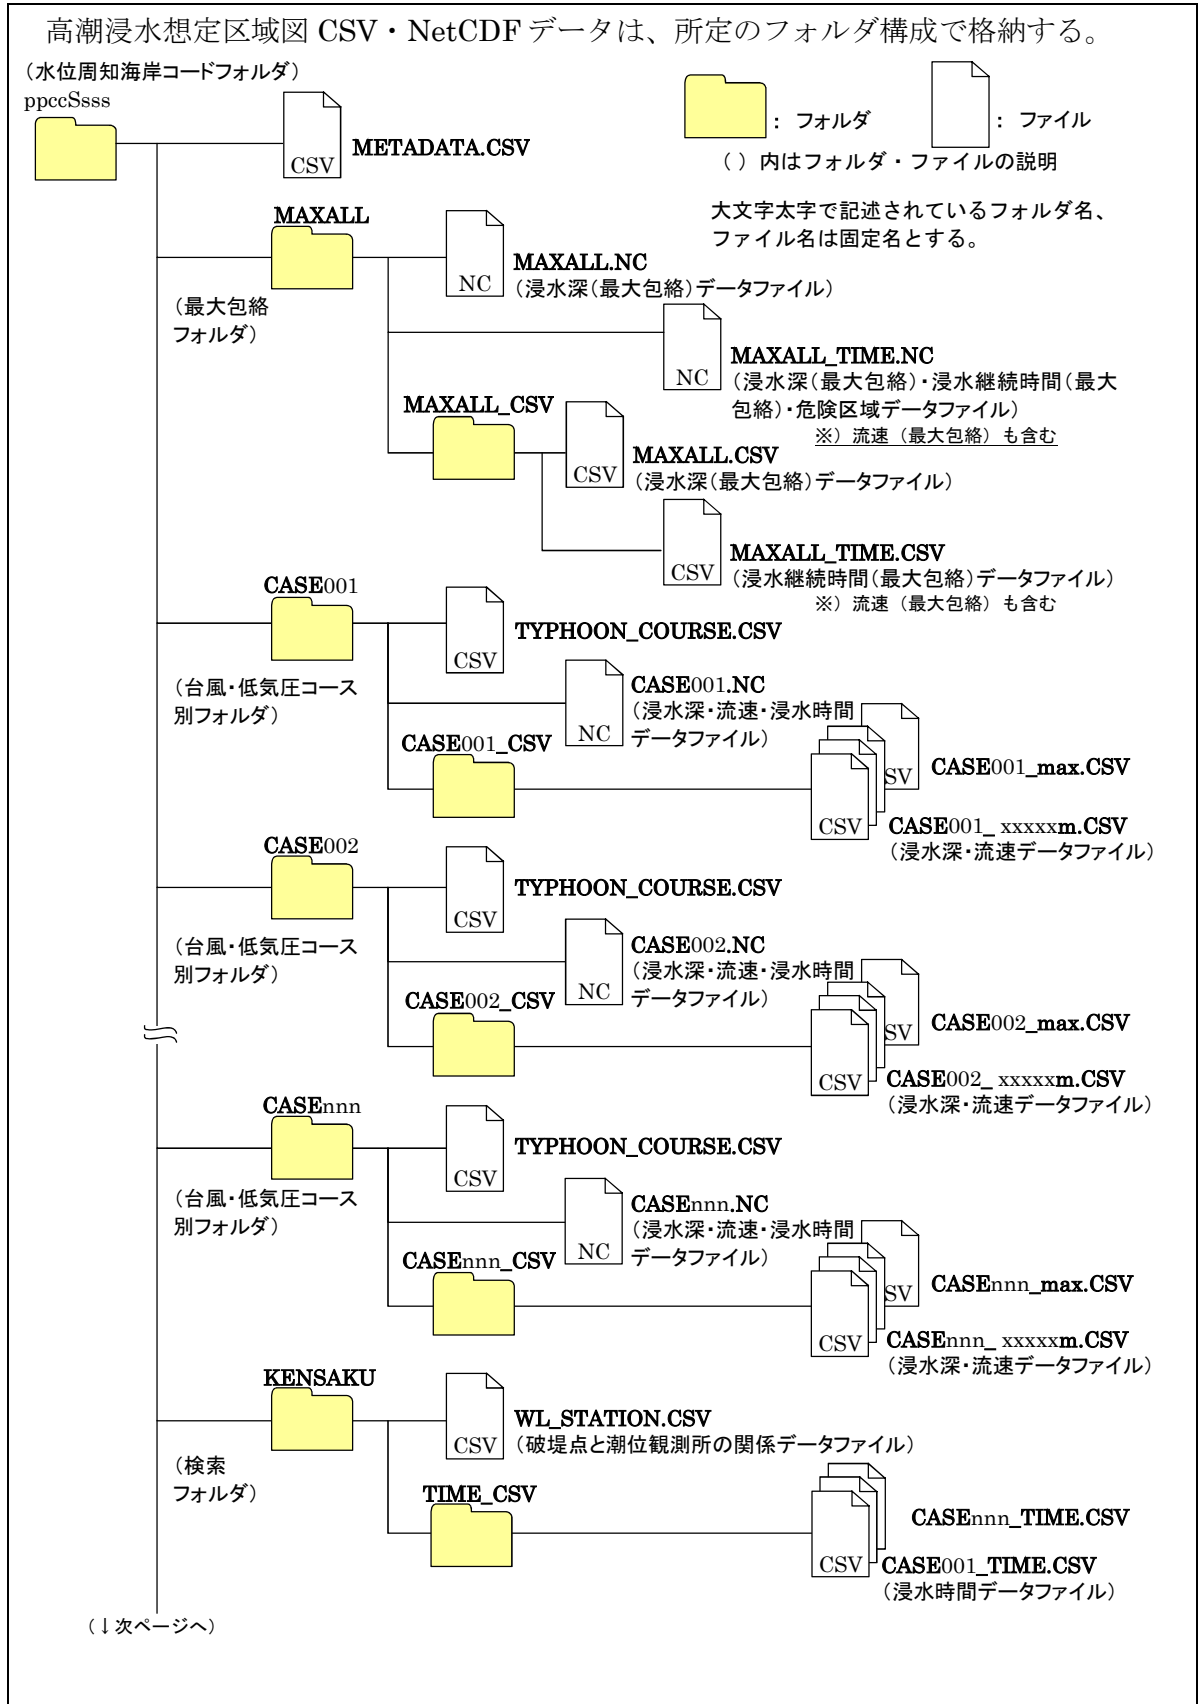 高潮浸水想定区域図 CSV・NetCDF データは、所定のフォルダ構成で格納する。
（水位周知海岸コードフォルダ）
ppccSsss
CSV
METADATA.CSV
： フォルダ
： ファイル
（ ）内はフォルダ・ファイルの説明
大文字太字で記述されているフォルダ名、
ファイル名は固定名とする。
MAXALL
（最大包絡
フォルダ）
NC
MAXALL.NC
（浸水深（最大包絡）データファイル）
NC
MAXALL_TIME.NC
（浸水深（最大包絡）・浸水継続時間（最大
包絡）・危険区域データファイル）
※）流速（最大包絡）も含む
MAXALL_CSV
CSV
MAXALL.CSV
（浸水深（最大包絡）データファイル）
CSV
MAXALL_TIME.CSV
（浸水継続時間（最大包絡）データファイル）
※）流速（最大包絡）も含む
CASE001
（台風・低気圧コース
別フォルダ）
CSV
TYPHOON_COURSE.CSV
NC
CASE001.NC
（浸水深・流速・浸水時間
データファイル）
CASE001_CSV
SV
CASE001_max.CSV
CSV
CASE001_ xxxxxm.CSV
（浸水深・流速データファイル）
CASE002
（台風・低気圧コース
別フォルダ）
CSV
TYPHOON_COURSE.CSV
NC
CASE002.NC
（浸水深・流速・浸水時間
データファイル）
CASE002_CSV
SV
CASE002_max.CSV
CSV
CASE002_ xxxxxm.CSV
（浸水深・流速データファイル）
CASEnnn
（台風・低気圧コース
別フォルダ）
CSV
TYPHOON_COURSE.CSV
NC
CASEnnn.NC
（浸水深・流速・浸水時間
データファイル）
CASEnnn_CSV
SV
CASEnnn_max.CSV
CSV
CASEnnn_ xxxxxm.CSV
（浸水深・流速データファイル）
KENSAKU
（検索
フォルダ）
CSV
WL_STATION.CSV
（破堤点と潮位観測所の関係データファイル）
TIME_CSV
CASEnnn_TIME.CSV
CSV
CASE001_TIME.CSV
（浸水時間データファイル）
（↓次ページへ）